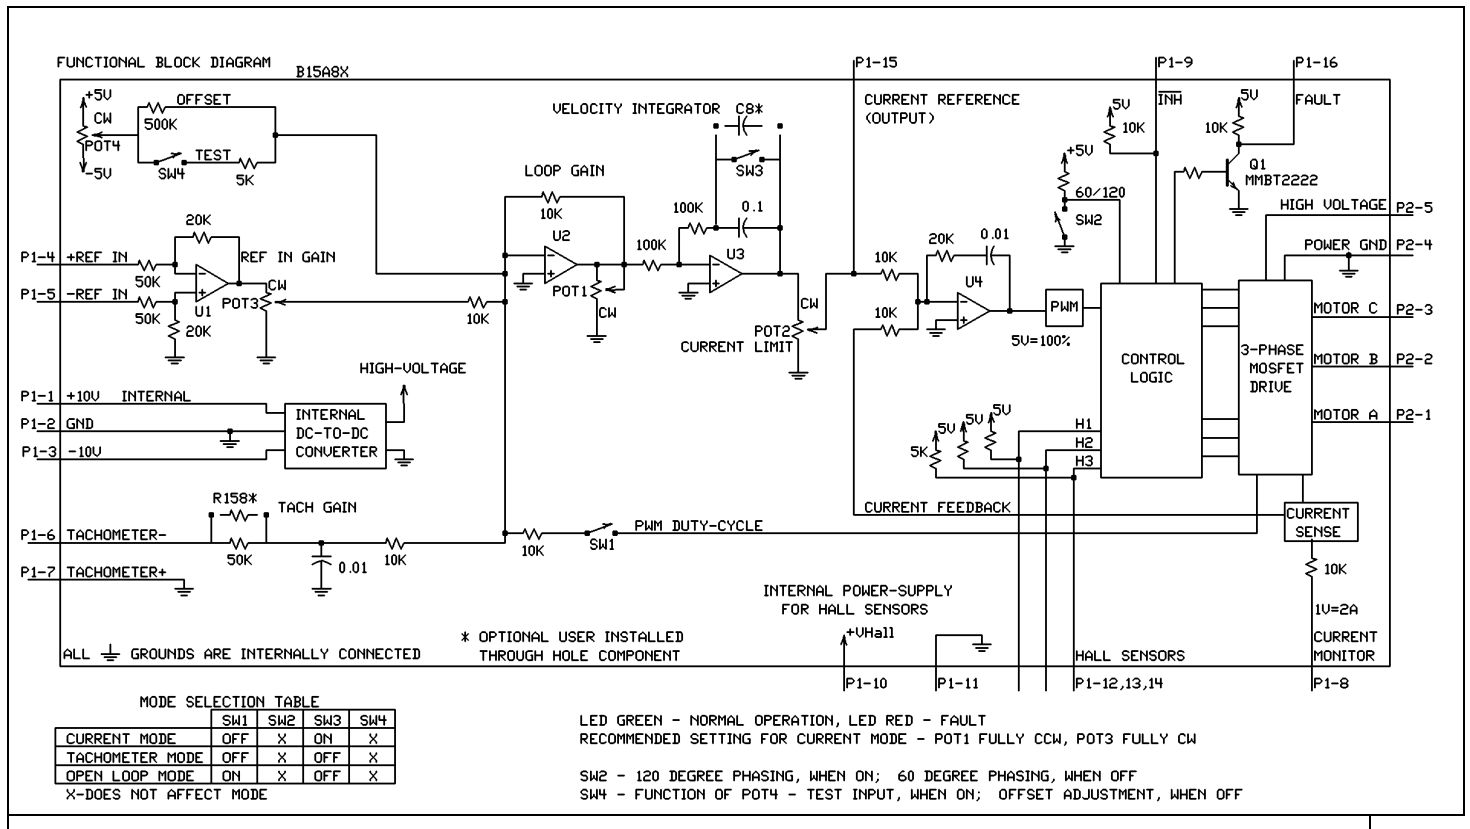 FUNCTIONAL BLOCK DIAGRAM
B15A8X
P1-15
P1-9
P1-16
+5V
OFFSET
CW
500K
POT4
TEST
-5V
SW4
5K
VELOCITY INTEGRATOR
C8*
CURRENT REFERENCE
(OUTPUT)
5V
INH
5V
FAULT
10K
10K
+5V
Q1
MMBT2222
SW3
LOOP GAIN
60/120
10K
100K
0.1
HIGH VOLTAGE
P2-5
20K
SW2
U2
P1-4
+REF IN
REF IN GAIN
100K
U3
20K
0.01
POWER GND
P2-4
50K
10K
CW
U4
P1-5
-REF IN
POT3
POT1
CW
U1
50K
20K
10K
CW
10K
PWM
MOTOR C
P2-3
POT2
CURRENT LIMIT
5V=100%
CONTROL
LOGIC
3-PHASE
MOSFET
DRIVE
MOTOR B
P2-2
HIGH-VOLTAGE
P1-1
+10V
INTERNAL
INTERNAL
DC-TO-DC
CONVERTER
P1-2
GND
P1-3
-10V
5V
5V
5V
5K
H1
H2
H3
MOTOR A
P2-1
R158*
TACH GAIN
CURRENT FEEDBACK
CURRENT
SENSE
P1-6
TACHOMETER-
PWM DUTY-CYCLE
50K
10K
10K
SW1
0.01
P1-7
TACHOMETER+
10K
INTERNAL POWER-SUPPLY
FOR HALL SENSORS
1V=2A
+VHall
CURRENT
MONITOR
* OPTIONAL USER INSTALLED
THROUGH HOLE COMPONENT
ALL GROUNDS ARE INTERNALLY CONNECTED
HALL SENSORS
P1-10
P1-11
P1-12,13,14
P1-8
MODE SELECTION TABLE
SW1 SW2 SW3 SW4
CURRENT MODE OFF X ON X
TACHOMETER MODE OFF X OFF X
OPEN LOOP MODE ON X OFF X
X-DOES NOT AFFECT MODE
LED GREEN - NORMAL OPERATION, LED RED - FAULT
RECOMMENDED SETTING FOR CURRENT MODE - POT1 FULLY CCW, POT3 FULLY CW
SW2 - 120 DEGREE PHASING, WHEN ON; 60 DEGREE PHASING, WHEN OFF
SW4 - FUNCTION OF POT4 - TEST INPUT, WHEN ON; OFFSET ADJUSTMENT, WHEN OFF